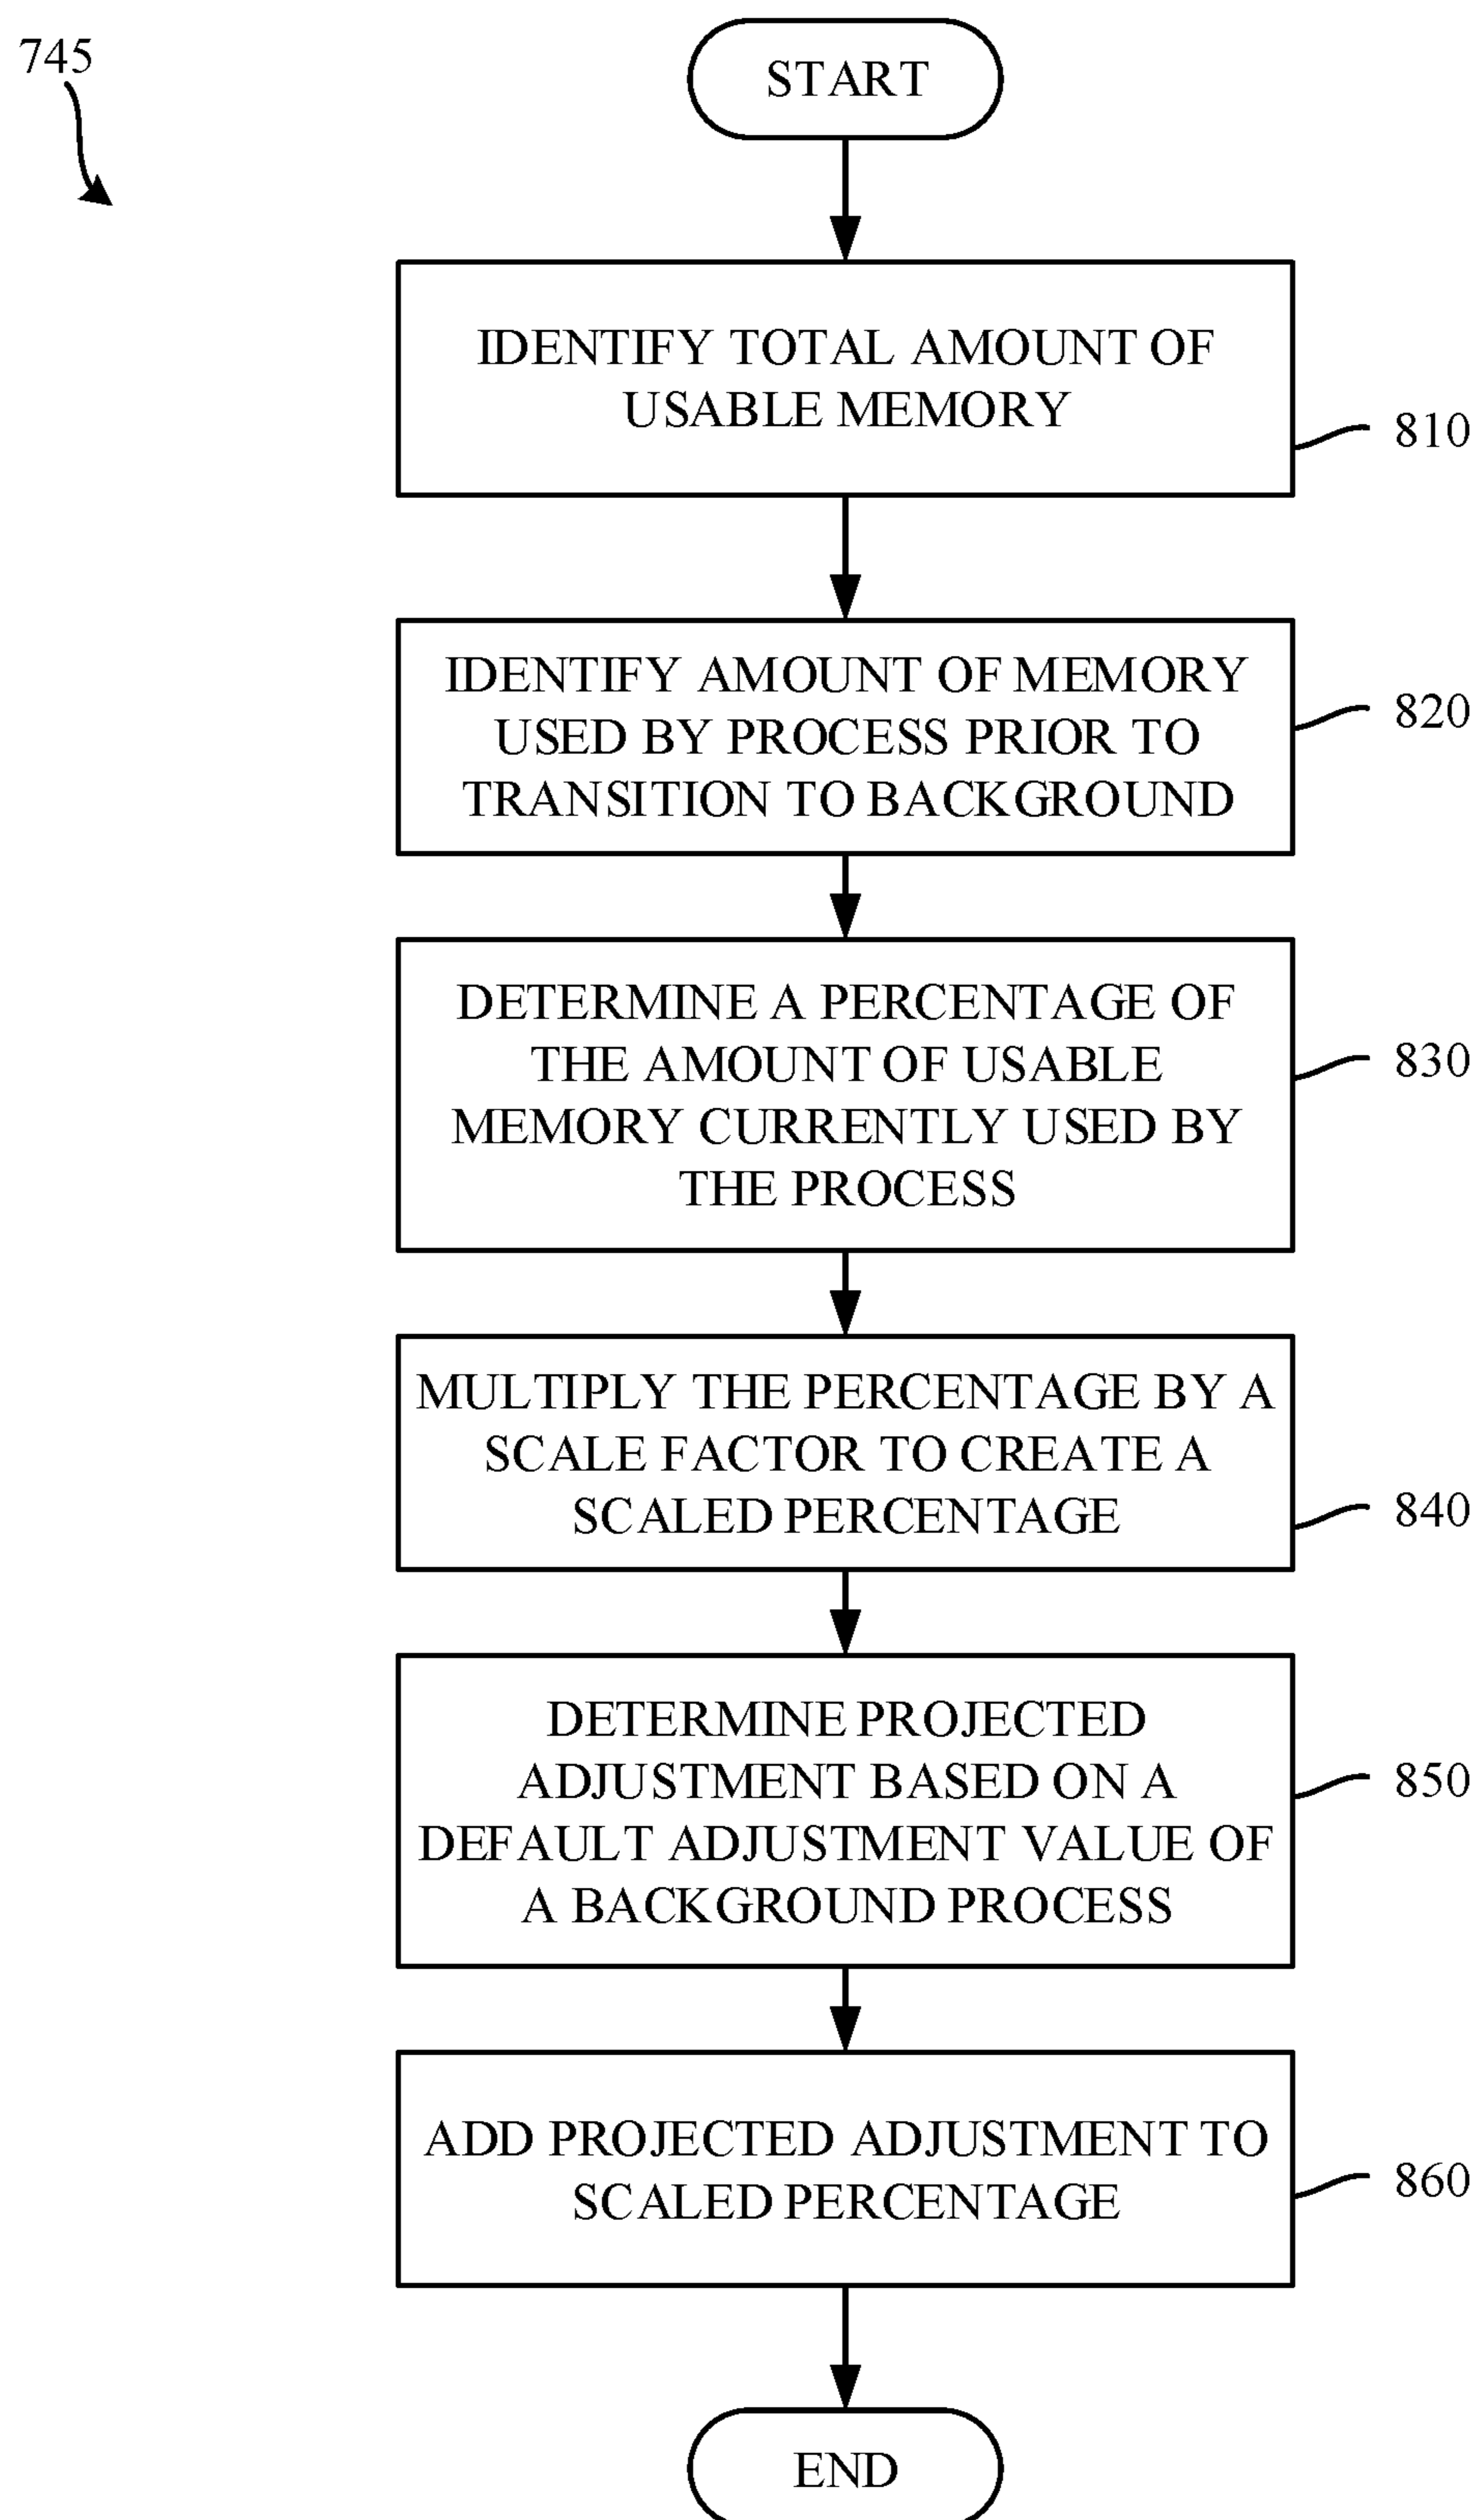 745
START
IDENTIFY TOTAL AMOUNT OF
USABLE MEMORY
810
IDENTIFY AMOUNT OF MEMORY
USED BY PROCESS PRIOR TO
TRANSITION TO BACKGROUND
820
DETERMINE A PERCENTAGE OF
THE AMOUNT OF USABLE
MEMORY CURRENTLY USED BY
THE PROCESS
830
MULTIPLY THE PERCENTAGE BY A
SCALE FACTOR TO CREATE A
SCALED PERCENTAGE
840
DETERMINE PROJECTED
ADJUSTMENT BASED ON A
DEFAULT ADJUSTMENT VALUE OF
A BACKGROUND PROCESS
850
ADD PROJECTED ADJUSTMENT TO
SCALED PERCENTAGE
860
END